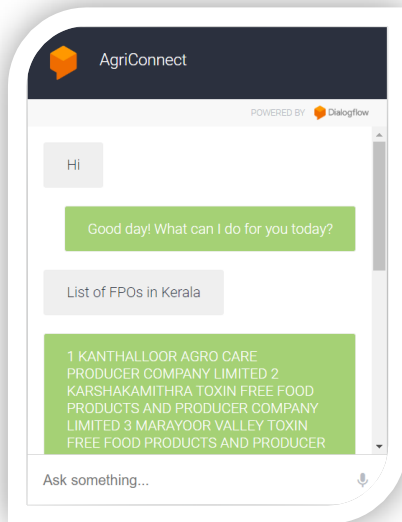 AgriConnect
POWERED BY Dialogflow
Hi
Good day! What can I do for you today?
List of FPOs in Kerala
1 KANTHALLOOR AGRO CARE
PRODUCER COMPANY LIMITED 2
KARSHAKAMITHRA TOXIN FREE FOOD
PRODUCTS AND PRODUCER COMPANY
LIMITED 3 MARAYOOR VALLEY TOXIN
FREE FOOD PRODUCTS AND PRODUCER
Ask something...